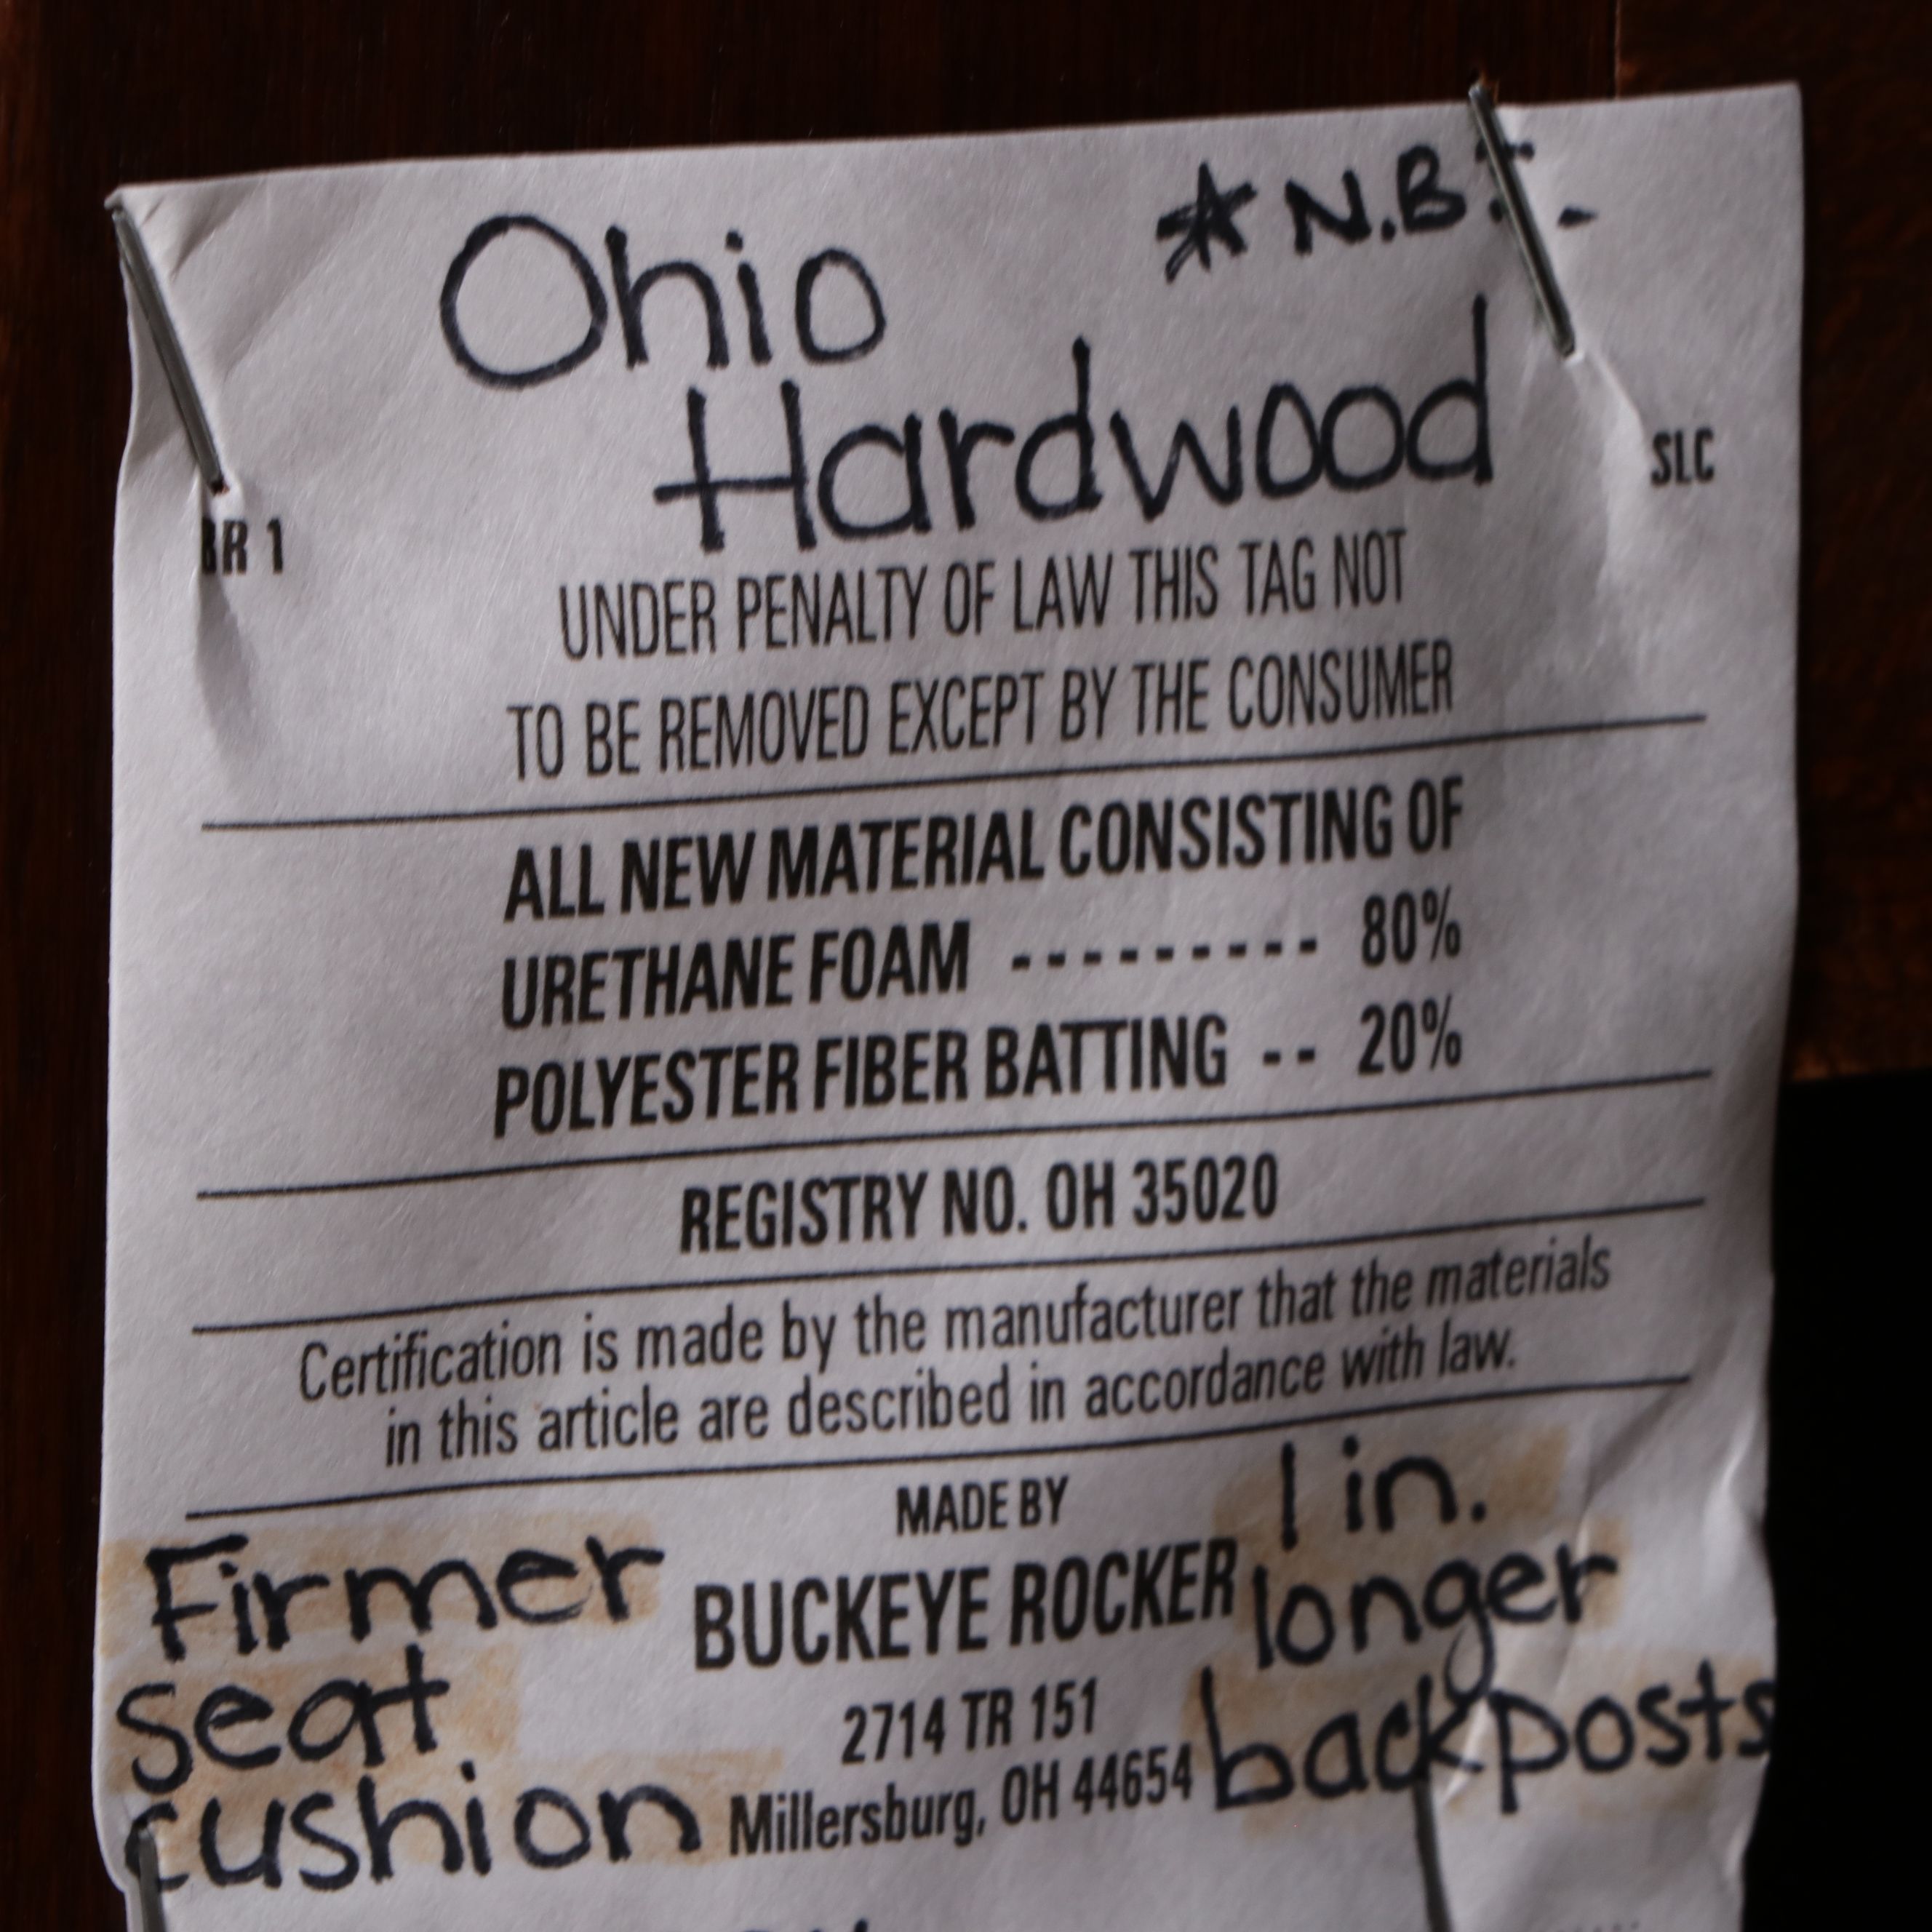 * N.B.
Ohio
Hardwood
SLC
BR 1
UNDER PENALTY OF LAW THIS TAG NOT
TO BE REMOVED EXCEPT BY THE CONSUMER
ALL NEW MATERIAL CONSISTING OF
URETHANE FOAM --------- 80%
POLYESTER FIBER BATTING -- 20%
REGISTRY NO. OH 35020
Certification is made by the manufacturer that the materials
in this article are described in accordance with law.
MADE BY
BUCKEYE ROCKER
2714 TR 151
Millersburg, OH 44654
Firmer
seat
cushion
1 in.
longer
backposts